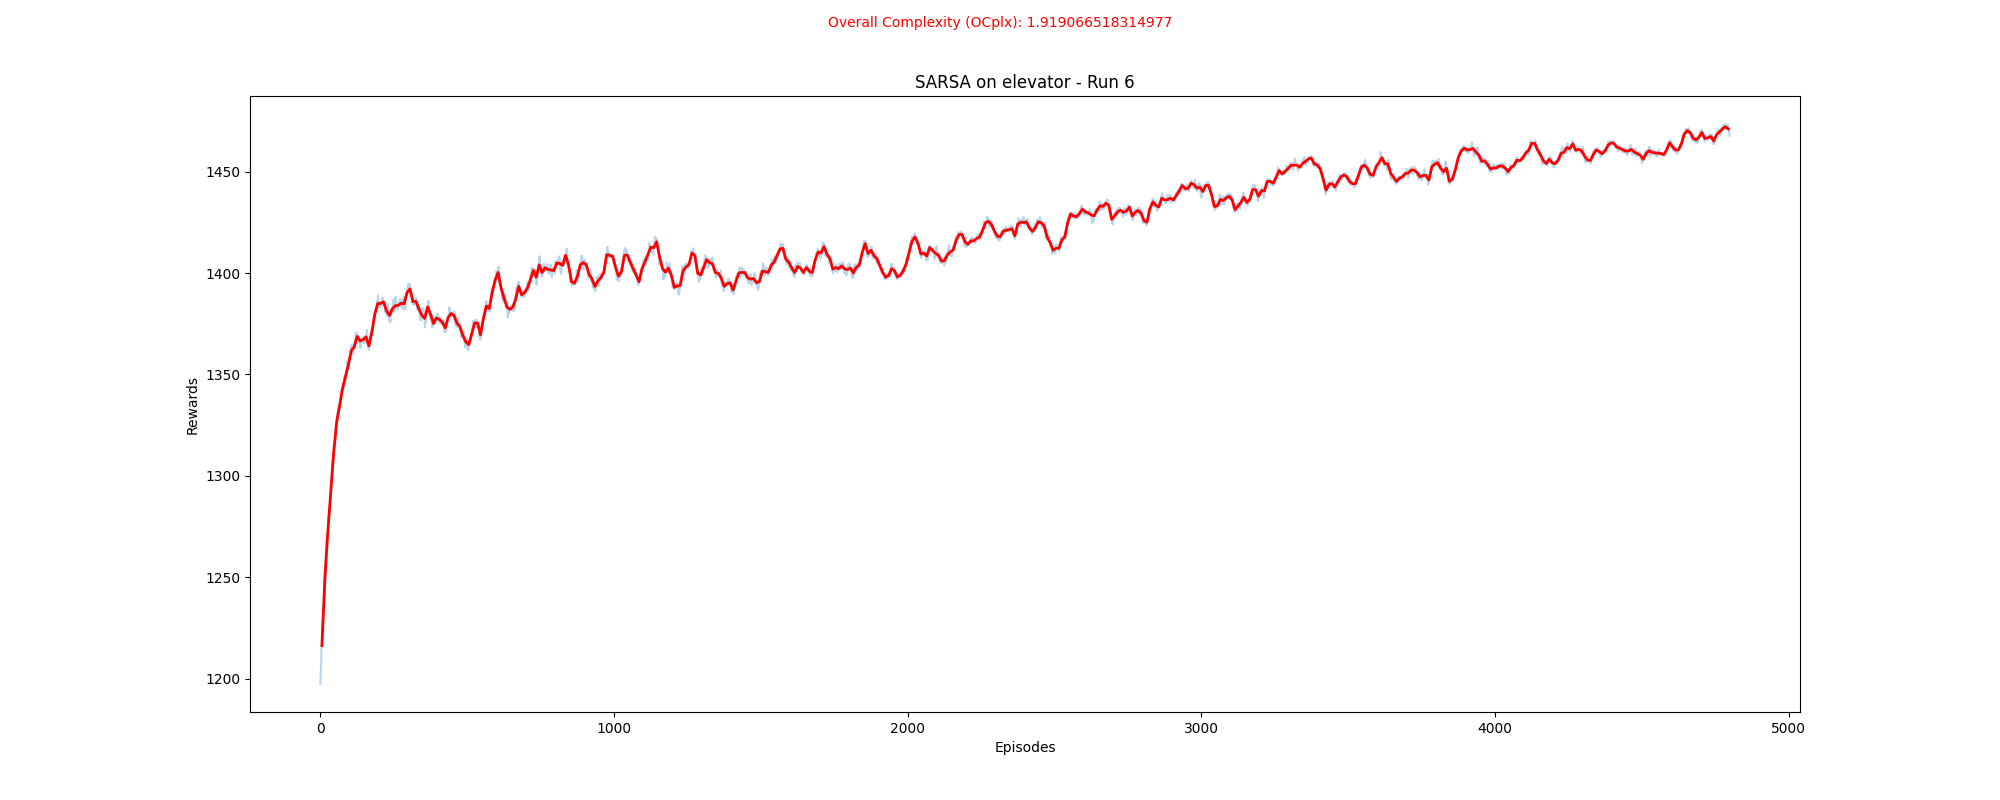 Overall Complexity (OCplx): 1.919066518314977
SARSA on elevator - Run 6
Rewards
1450
1400
1350
1300
1250
1200
0 1000 2000 3000 4000 5000
Episodes